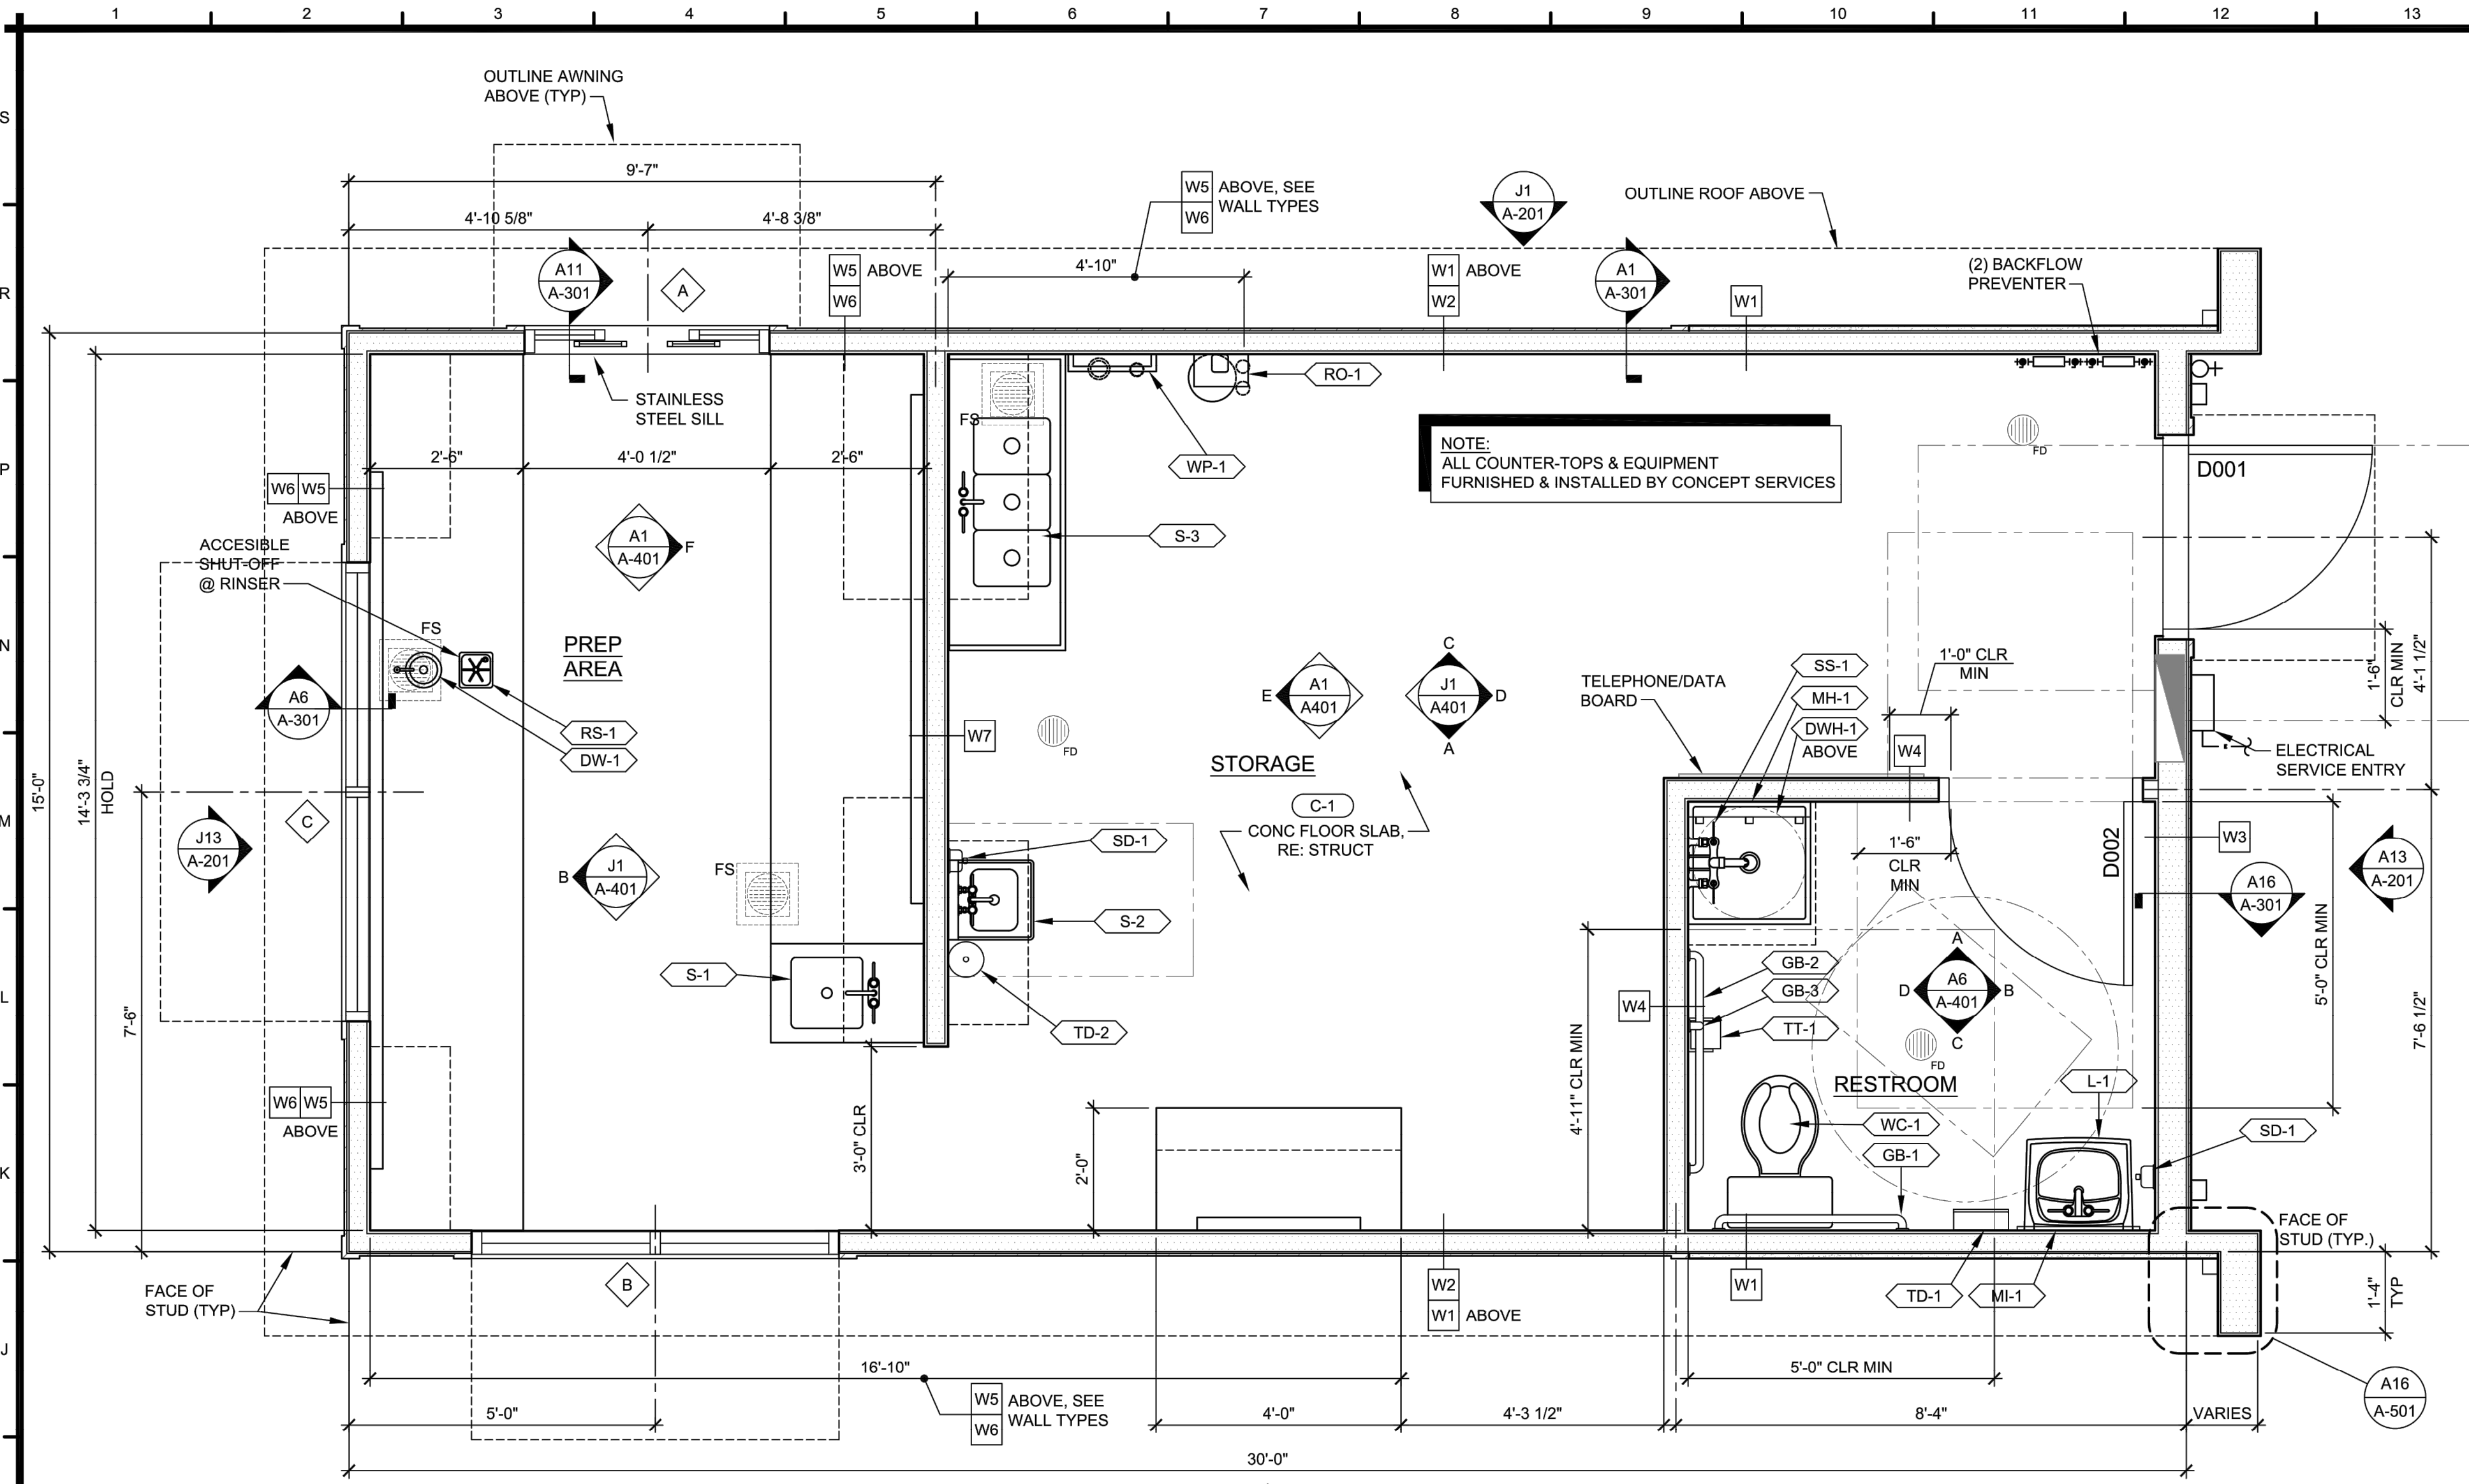 1 2 3 4 5 6 7 8 9 10 11 12 13
S
R
P
N
M
L
K
J
OUTLINE AWNING
ABOVE (TYP)
9'-7"
4'-10 5/8"
4'-8 3/8"
W5 ABOVE, SEE
W6 WALL TYPES
J1
A-201
OUTLINE ROOF ABOVE
A11
A-301
A
W5 ABOVE
W6
4'-10"
W1 ABOVE
W2
A1
A-301
W1
(2) BACKFLOW
PREVENTER
STAINLESS
STEEL SILL
RO-1
FS
WP-1
NOTE:
ALL COUNTER-TOPS & EQUIPMENT
FURNISHED & INSTALLED BY CONCEPT SERVICES
FD
D001
2'-6"
4'-0 1/2"
2'-6"
W6 W5
ABOVE
ACCESIBLE
SHUT-OFF
@ RINSER
A1
A-401
F
S-3
FS
PREP
AREA
A6
A-301
RS-1
DW-1
W7
FD
E
A1
A401
C
J1
A401
D
A
STORAGE
C-1
CONC FLOOR SLAB,
RE: STRUCT
TELEPHONE/DATA
BOARD
SS-1
MH-1
DWH-1
ABOVE
W4
1'-0" CLR
MIN
1'-6"
CLR MIN
4'-1 1/2"
ELECTRICAL
SERVICE ENTRY
15'-0"
14'-3 3/4"
HOLD
J13
A-201
C
B
J1
A-401
FS
SD-1
S-2
TD-2
S-1
1'-6"
CLR
MIN
D002
W3
A16
A-301
A13
A-201
7'-6"
W4
GB-2
GB-3
TT-1
A
D
A6
A-401
B
C
FD
RESTROOM
5'-0" CLR MIN
7'-6 1/2"
4'-11" CLR MIN
L-1
WC-1
GB-1
SD-1
W6 W5
ABOVE
3'-0" CLR
2'-0"
FACE OF
STUD (TYP.)
FACE OF
STUD (TYP)
B
W2
W1 ABOVE
W1
TD-1
MI-1
1'-4"
TYP
16'-10"
5'-0" CLR MIN
W5 ABOVE, SEE
W6 WALL TYPES
A16
A-501
5'-0"
4'-0"
4'-3 1/2"
8'-4"
VARIES
30'-0"